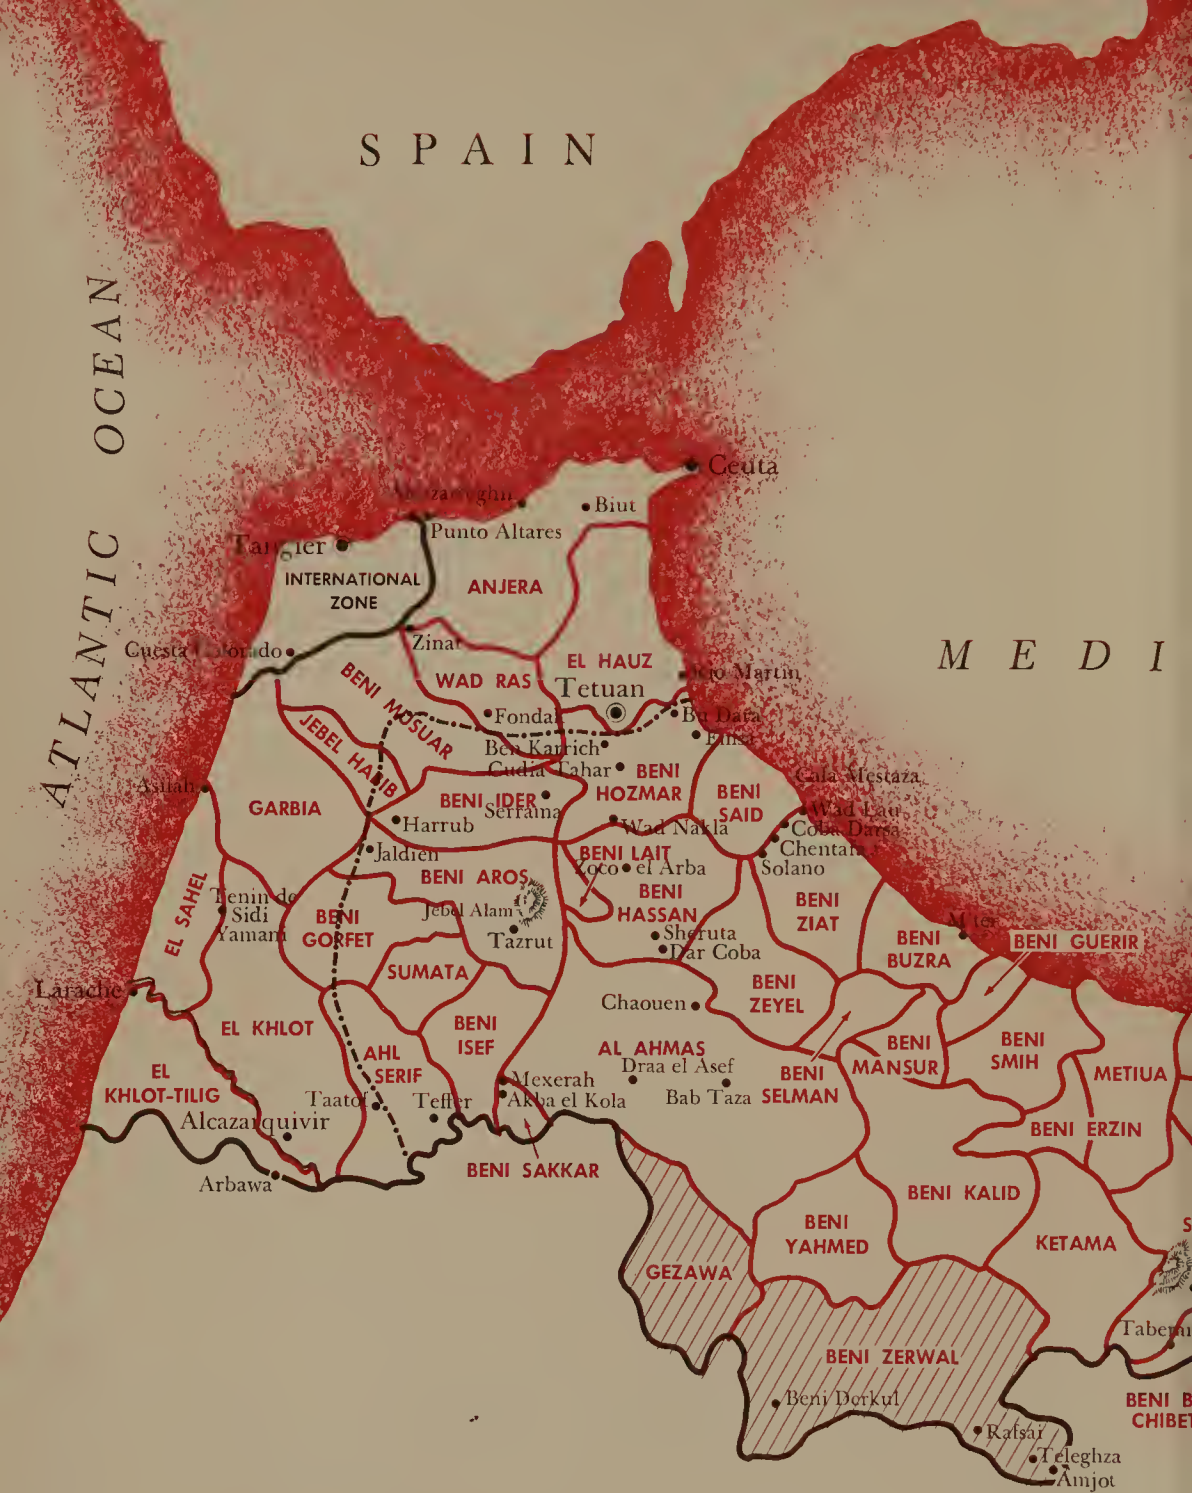 SPAIN
ATLANTIC OCEAN
MEDI
Ceuta
Biut
Punto Altares
Tangier
INTERNATIONAL
ZONE
ANJERA
Zinat
EL HAUZ
WAD RAS
Tetuan
Rio Martin
BENI MOSUAR
Fondak
Bu Data
Emsa
Ben Karrich
JEBEL HABIB
Cudia Tahar
BENI
HOZMAR
Cala Mestaza
Asilah
BENI
SAID
GARBIA
BENI IDER
Serraina
Wad Lau
Harrub
Wad Nakla
Coba Darsa
Chentafa
Jaldien
BENI LAIT
Zoco el Arba
Solano
BENI AROS
EL SAHEL
Tenin de
Sidi
Yamani
BENI
GORFET
Jebel Alam
Tazrut
BENI
HASSAN
BENI
ZIAT
M'ter
Sheruta
Dar Coba
BENI
BUZRA
BENI GUERIR
SUMATA
Larache
Chaouen
BENI
ZEYEL
EL KHLOT
BENI
ISEF
AL AHMAS
BENI
MANSUR
BENI
SMIH
AHL
SERIF
Draa el Asef
BENI
SELMAN
METIUA
EL
KHLOT-TILIG
Mexerah
Bab Taza
Taatof
Teffer
Akba el Kola
Alcazarquivir
BENI ERZIN
Arbawa
BENI SAKKAR
BENI KALID
BENI
YAHMED
KETAMA
S
GEZAWA
BENI ZERWAL
Beni Derkul
BENI B
CHIBET
Rafsai
Teleghza
Amjot